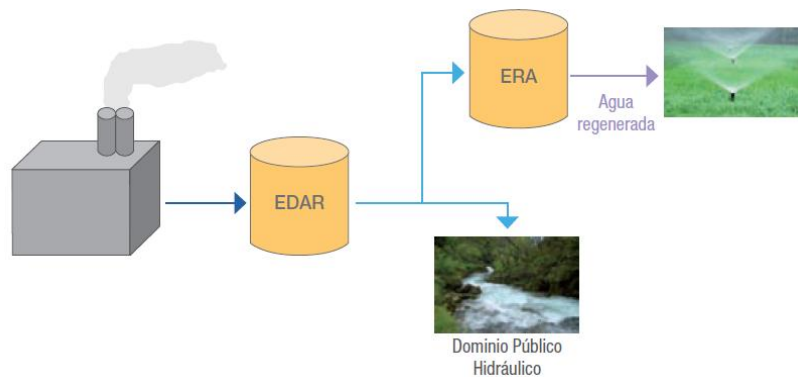 ERA
Agua
regenerada
EDAR
Dominio Público
Hidráulico